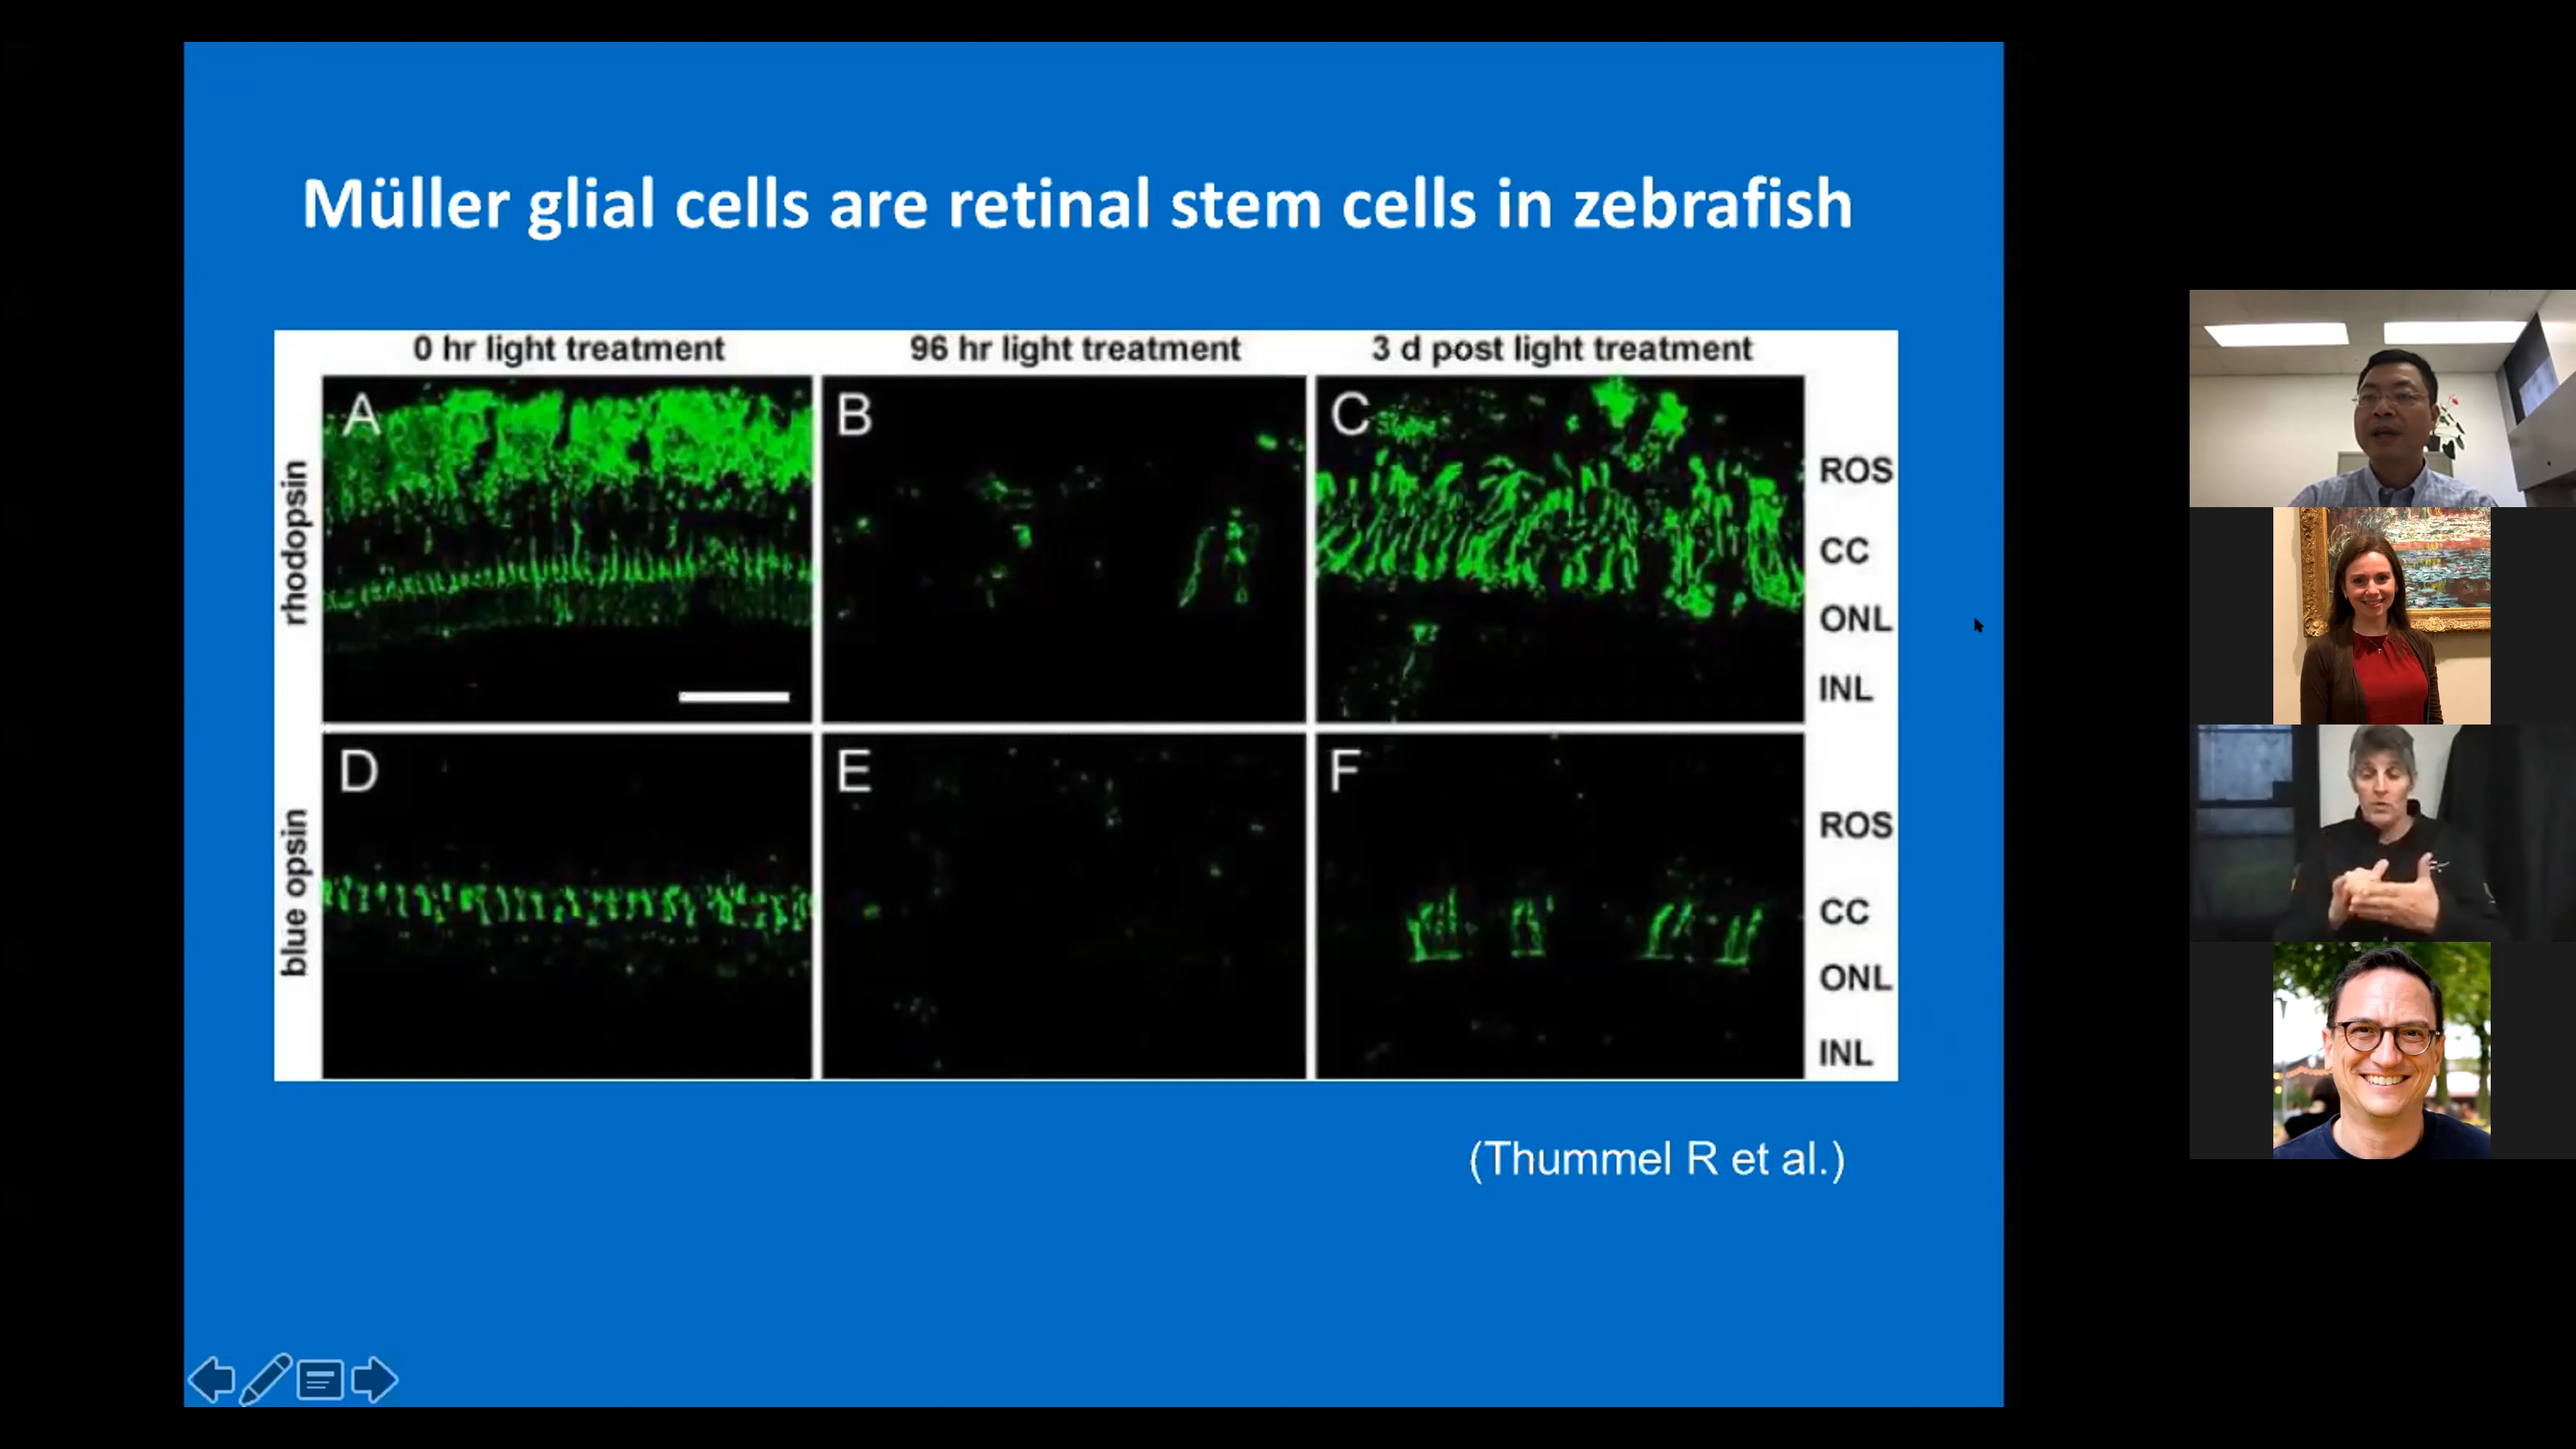 Müller glial cells are retinal stem cells in zebrafish
0 hr light treatment
96 hr light treatment
3 d post light treatment
rhodopsin
A
B
C
ROS
CC
ONL
INL
blue opsin
D
E
F
ROS
CC
ONL
INL
(Thummel R et al.)